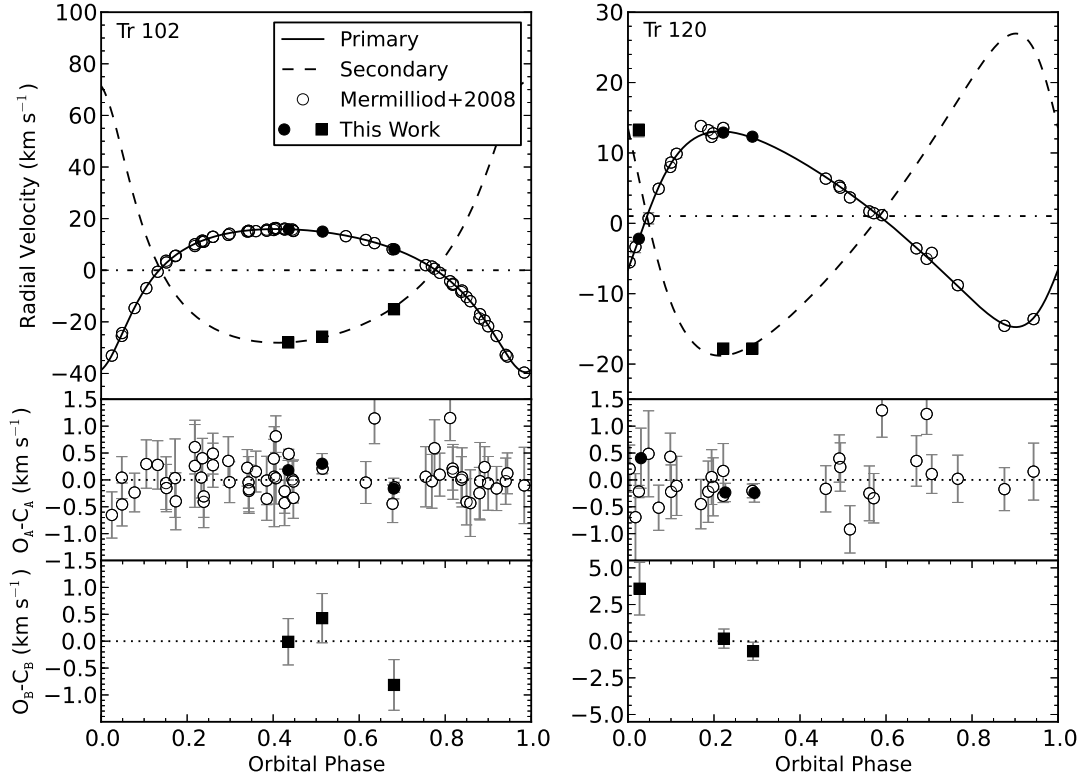 Tr 102
Primary
Secondary
Mermilliod+2008
This Work
100
80
60
40
20
0
−20
−40
Radial Velocity (km s⁻¹)
Tr 120
30
20
10
0
−10
−20
1.5
1.0
0.5
0.0
−0.5
−1.0
−1.5
O_A-C_A (km s⁻¹)
1.5
1.0
0.5
0.0
−0.5
−1.0
−1.5
1.0
0.5
0.0
−0.5
−1.0
O_B-C_B (km s⁻¹)
5.0
2.5
0.0
−2.5
−5.0
0.0 0.2 0.4 0.6 0.8 1.0
Orbital Phase
0.0 0.2 0.4 0.6 0.8 1.0
Orbital Phase